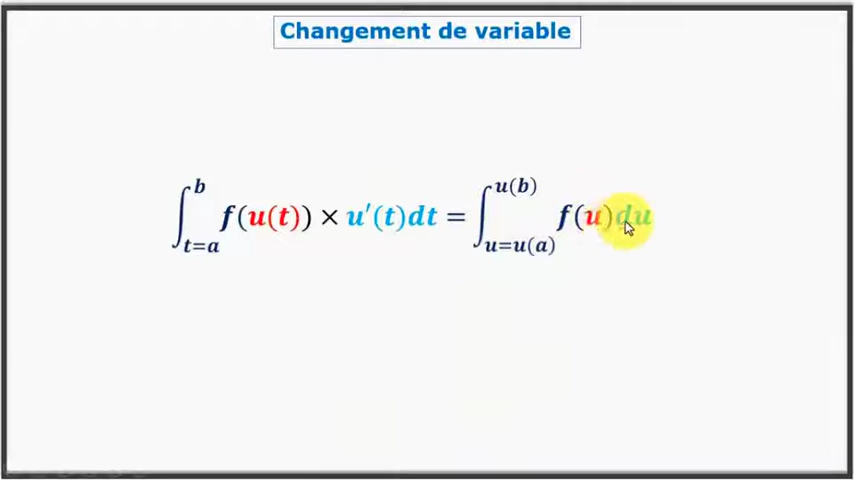 Changement de variable
∫_{t=a}^{b} f(u(t)) × u'(t)dt = ∫_{u=u(a)}^{u(b)} f(u)du